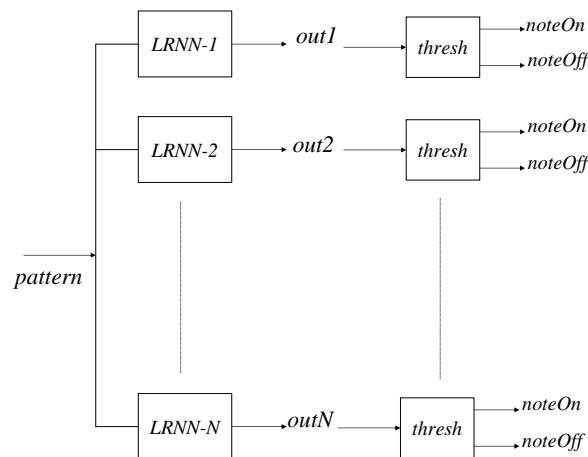 LRNN-1 out1 thresh noteOn
noteOff
LRNN-2 out2 thresh noteOn
noteOff
pattern
LRNN-N outN thresh noteOn
noteOff